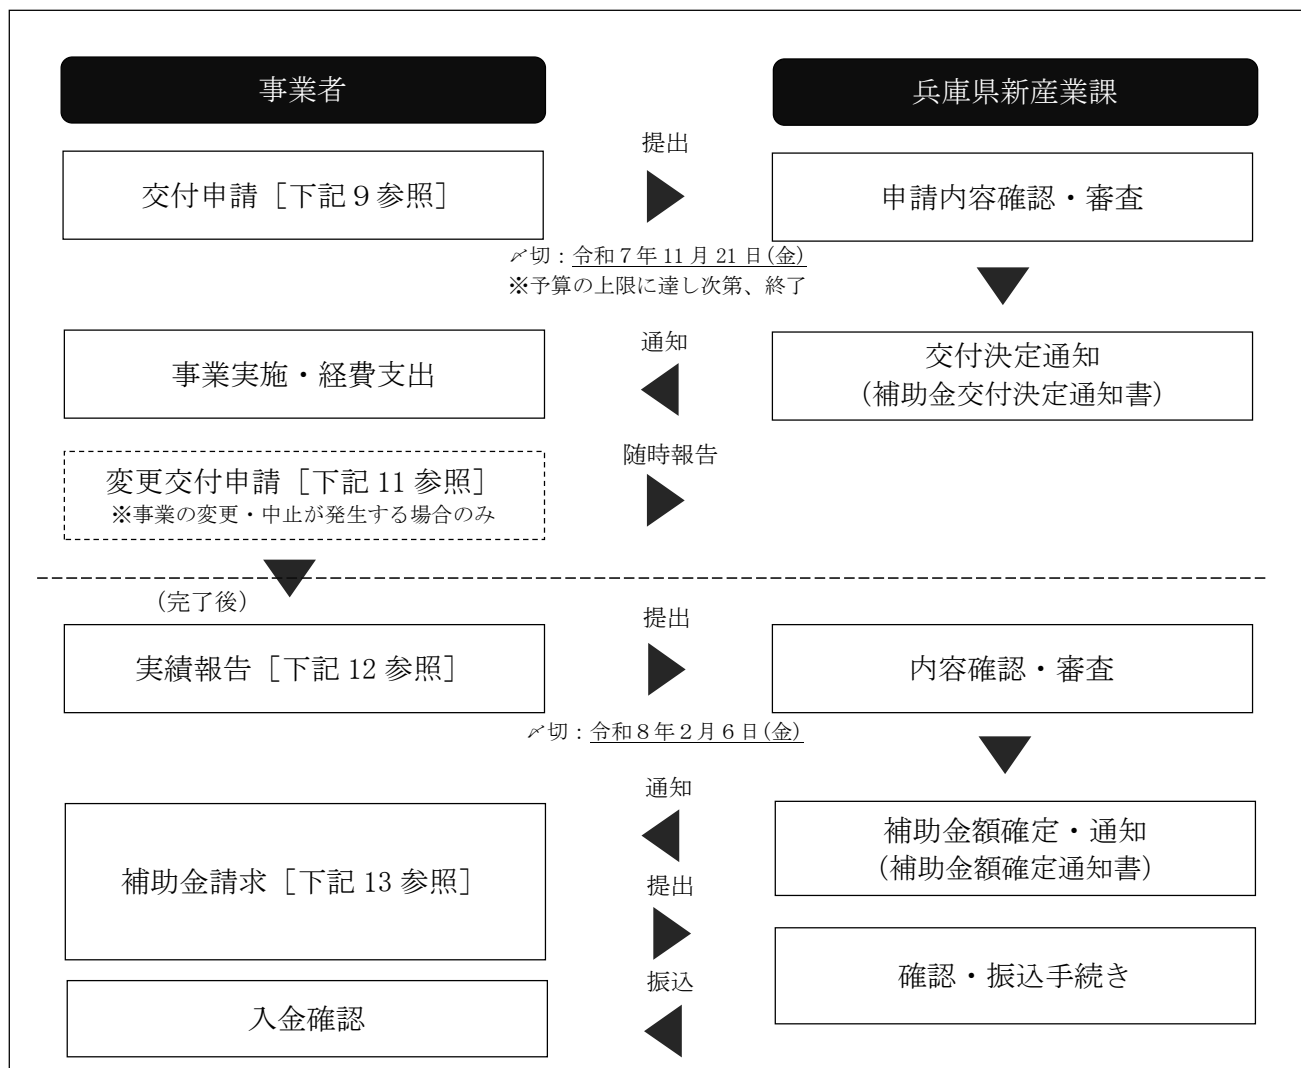 事業者
兵庫県新産業課
提出
交付申請［下記９参照］
申請内容確認・審査
〆切：令和７年 11 月 21 日(金)
※予算の上限に達し次第、終了
通知
事業実施・経費支出
交付決定通知
(補助金交付決定通知書)
随時報告
変更交付申請［下記 11 参照］
※事業の変更・中止が発生する場合のみ
(完了後)
提出
実績報告［下記 12 参照］
内容確認・審査
〆切：令和８年２月６日(金)
通知
補助金額確定・通知
(補助金額確定通知書)
補助金請求［下記 13 参照］
提出
確認・振込手続き
振込
入金確認